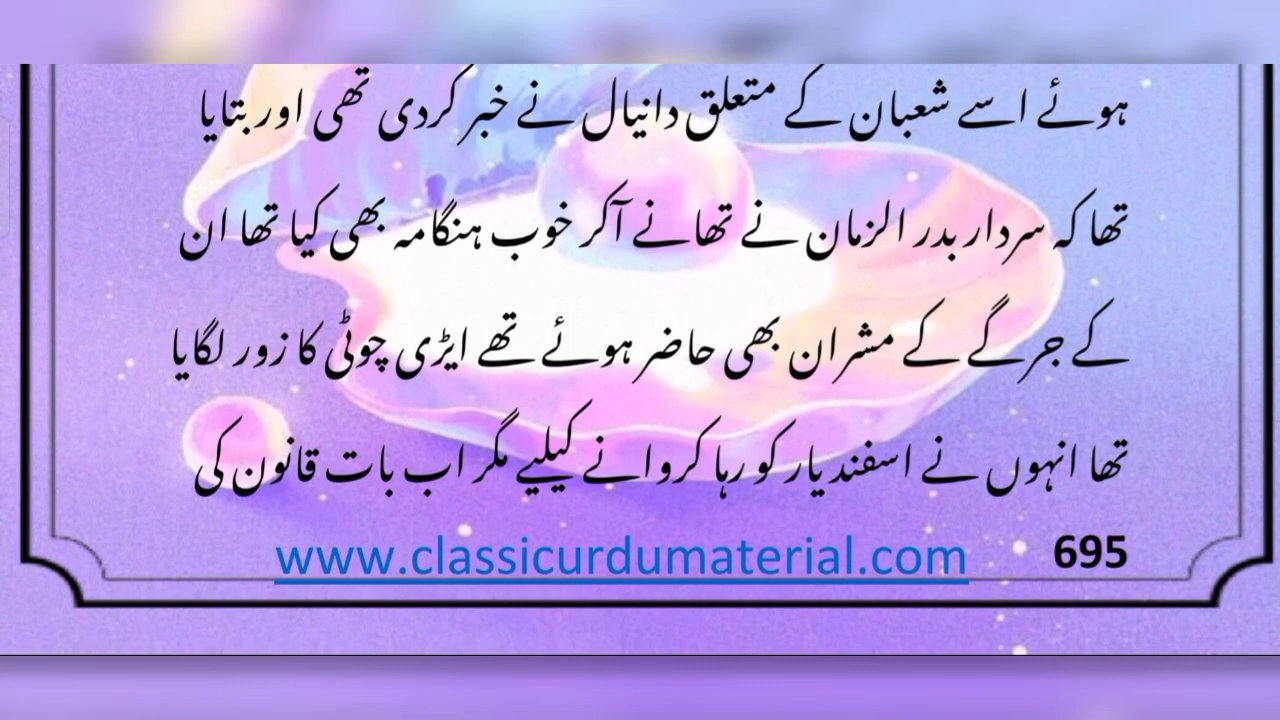 ہوئے اسے شعبان کے متعلق دانیال نے خبر کردی تھی اور بتایا
تھا کہ سردار بدر الزمان نے تھانے آکر خوب ہنگامہ بھی کیا تھا ان
کے جرگے کے مشران بھی حاضر ہوئے تھے ایڑی چوٹی کا زور لگایا
تھا انہوں نے اسفندیار کو رہا کروانے کیلیے مگر اب بات قانون کی
695 www.classicurdumaterial.com